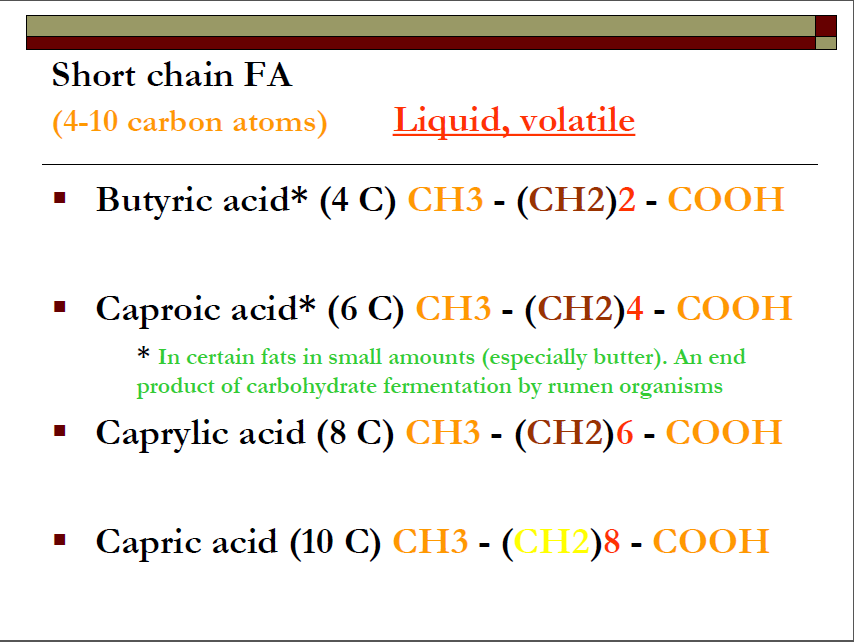 Short chain FA
(4-10 carbon atoms) Liquid, volatile
▪ Butyric acid* (4 C) CH3 - (CH2)2 - COOH
▪ Caproic acid* (6 C) CH3 - (CH2)4 - COOH
* In certain fats in small amounts (especially butter). An end
product of carbohydrate fermentation by rumen organisms
▪ Caprylic acid (8 C) CH3 - (CH2)6 - COOH
▪ Capric acid (10 C) CH3 - (CH2)8 - COOH